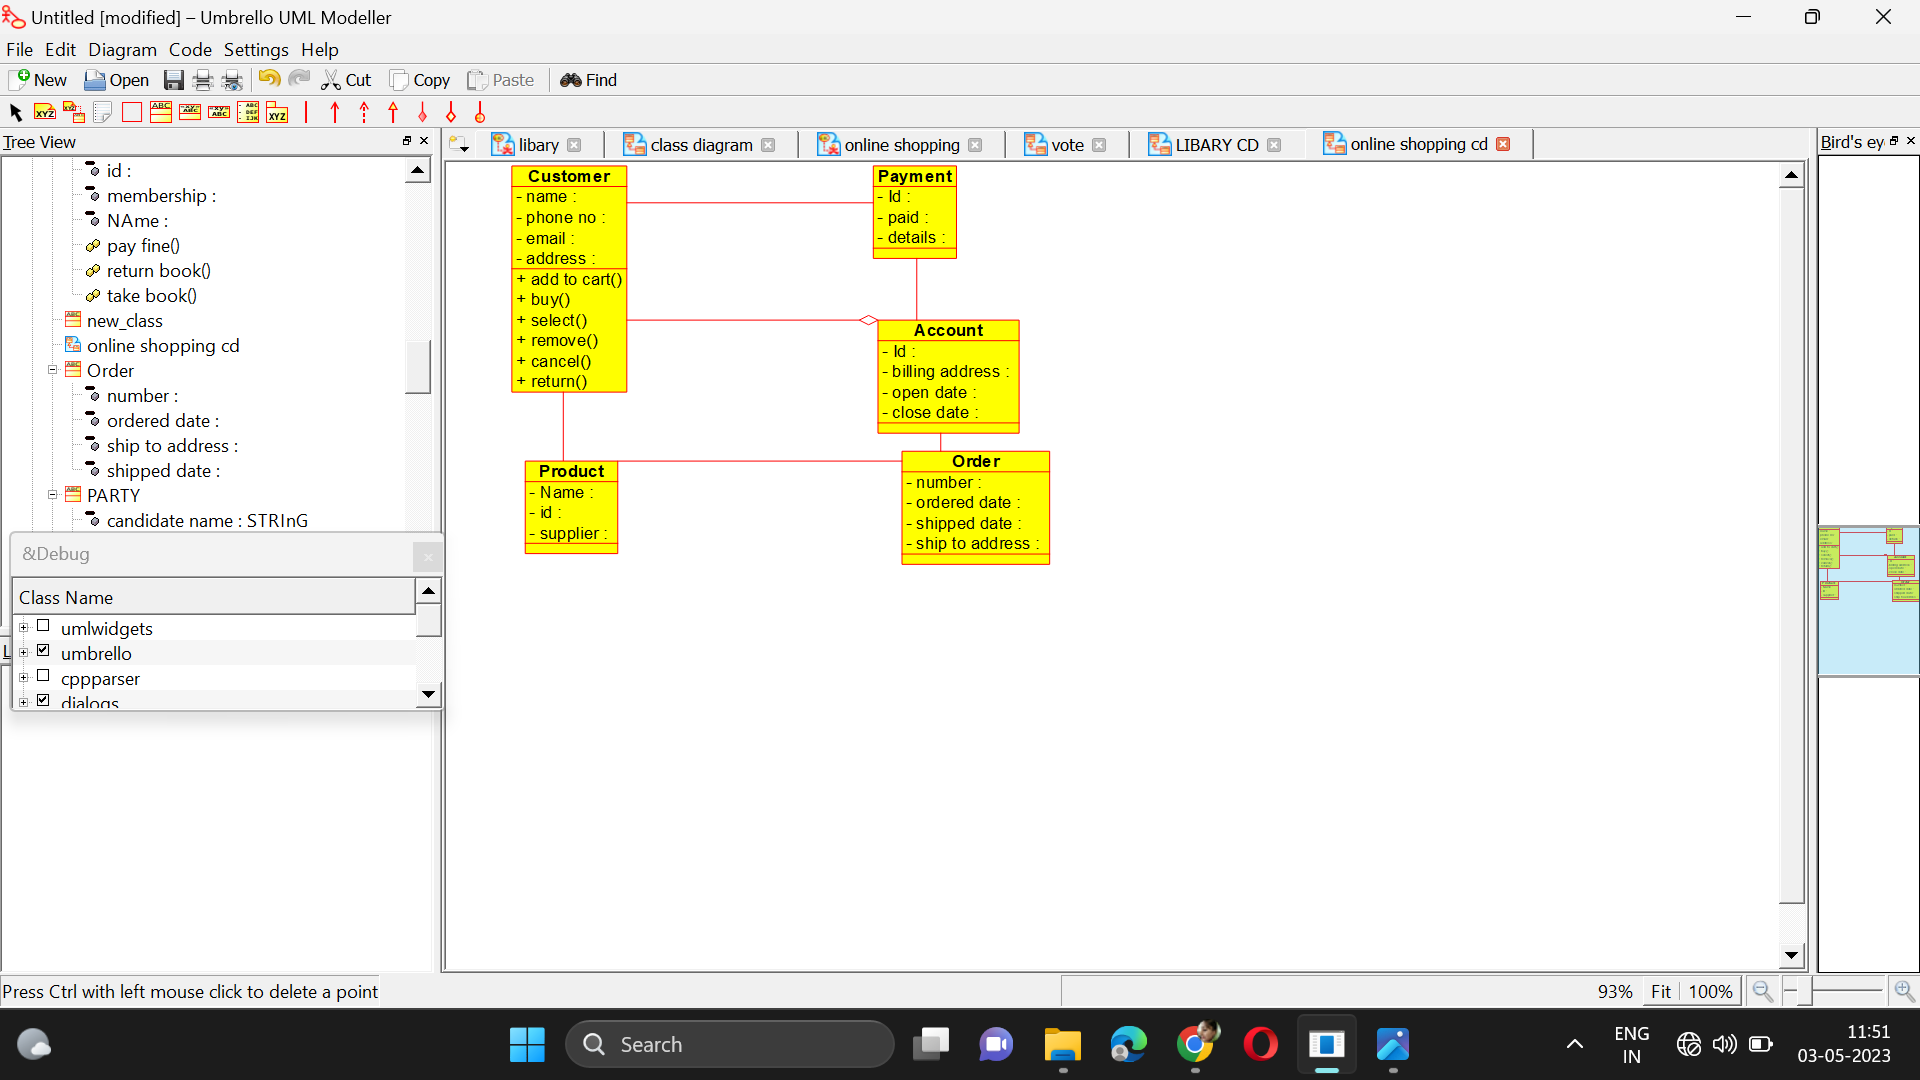 Untitled [modified] – Umbrello UML Modeller
File Edit Diagram Code Settings Help
New Open Cut Copy Paste Find
Tree View
id :
membership :
NAme :
pay fine()
return book()
take book()
new_class
online shopping cd
Order
number :
ordered date :
ship to address :
shipped date :
PARTY
candidate name : STRInG
&Debug
Class Name
umlwidgets
umbrello
cppparser
dialogs
libary class diagram online shopping vote LIBARY CD online shopping cd
Customer
- name :
- phone no :
- email :
- address :
+ add to cart()
+ buy()
+ select()
+ remove()
+ cancel()
+ return()
Payment
- Id :
- paid :
- details :
Account
- Id :
- billing address :
- open date :
- close date :
Product
- Name :
- id :
- supplier :
Order
- number :
- ordered date :
- shipped date :
- ship to address :
Bird's ey
Press Ctrl with left mouse click to delete a point
93% Fit 100%
Search
ENG
IN
11:51
03-05-2023